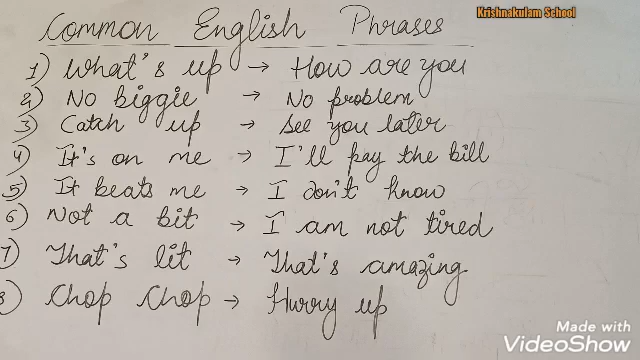 Krishnakulam School
Common English Phrases
1) What's up → How are you
2) No biggie → No problem
3) Catch up → See you later
4) It's on me → I'll pay the bill
5) It beats me → I don't know
6) Not a bit → I am not tired
7) That's lit → That's amazing
8) Chop Chop → Hurry up
Made with
VideoShow